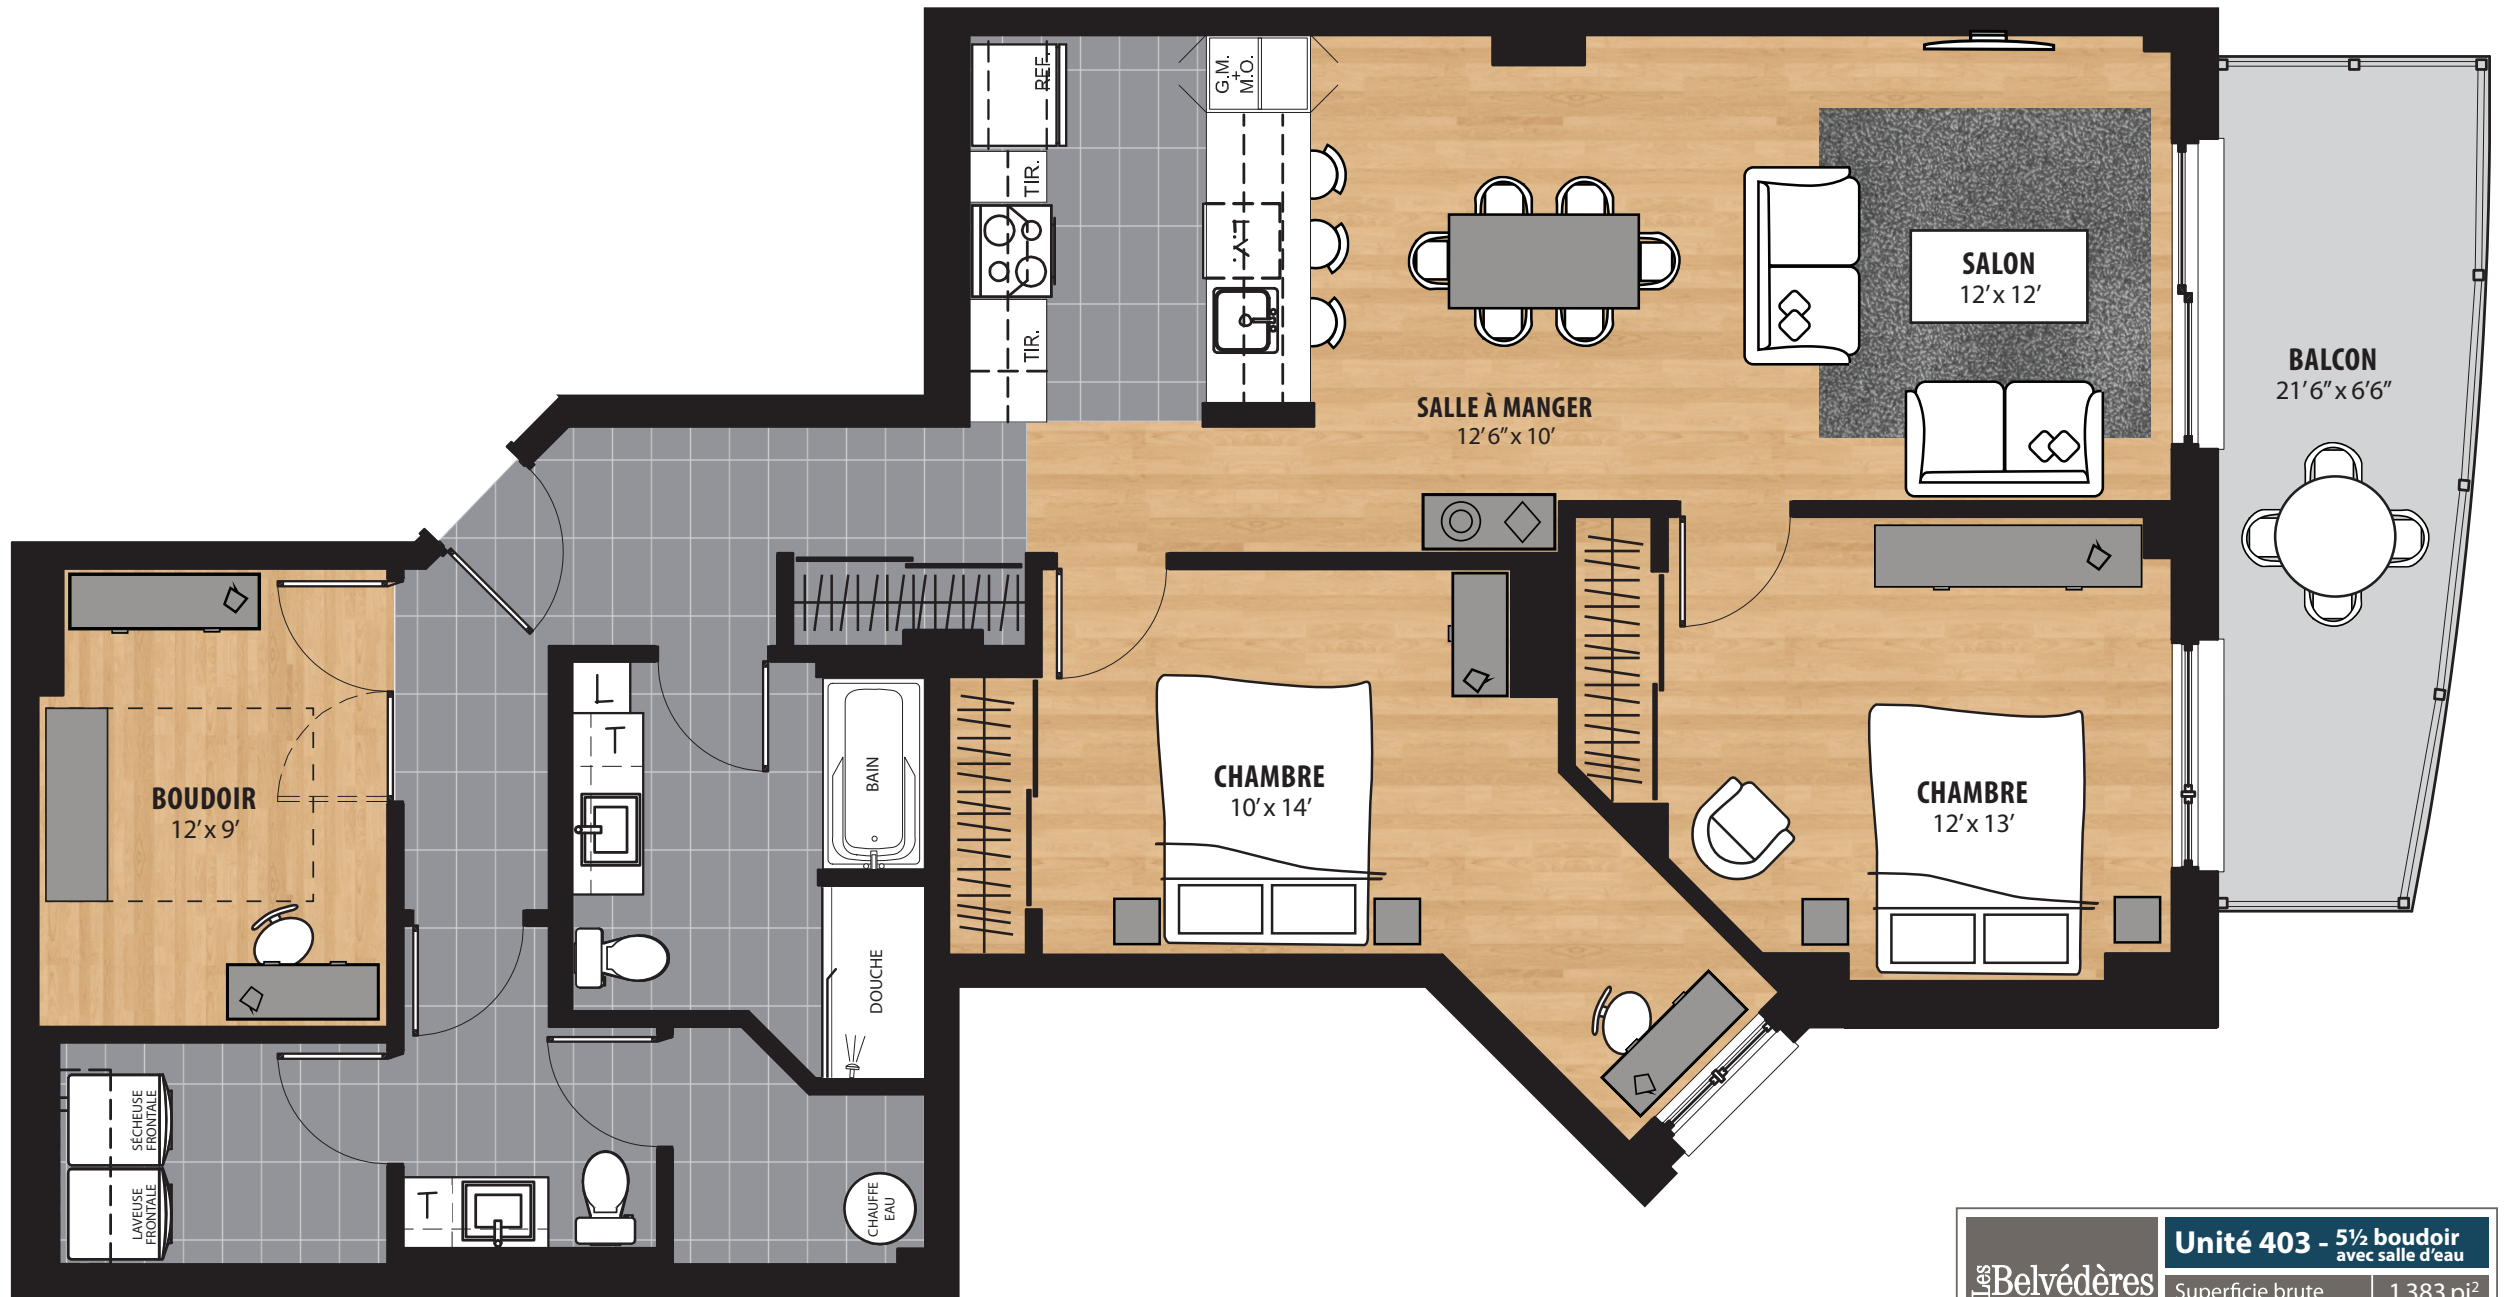 RÉF.
G.M.
+
M.O.
TIR.
L.V.
TIR.
SALON
12' x 12'
SALLE À MANGER
12'6" x 10'
BALCON
21'6" x 6'6"
BOUDOIR
12' x 9'
L
T
BAIN
CHAMBRE
10' x 14'
CHAMBRE
12' x 13'
DOUCHE
SÉCHEUSE
FRONTALE
LAVEUSE
FRONTALE
T
CHAUFFE
EAU
Les Belvédères
Unité 403 - 5½ boudoir
avec salle d'eau
Superficie brute 1 383 pi²